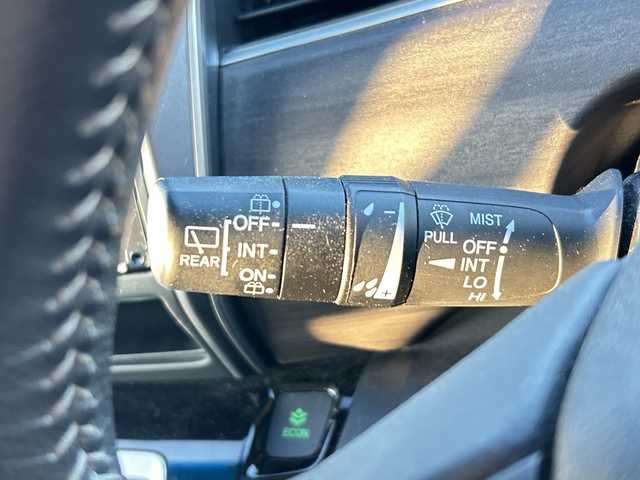 REAR
OFF
INT
ON
PULL
MIST
OFF
INT
LO
HI
ECON